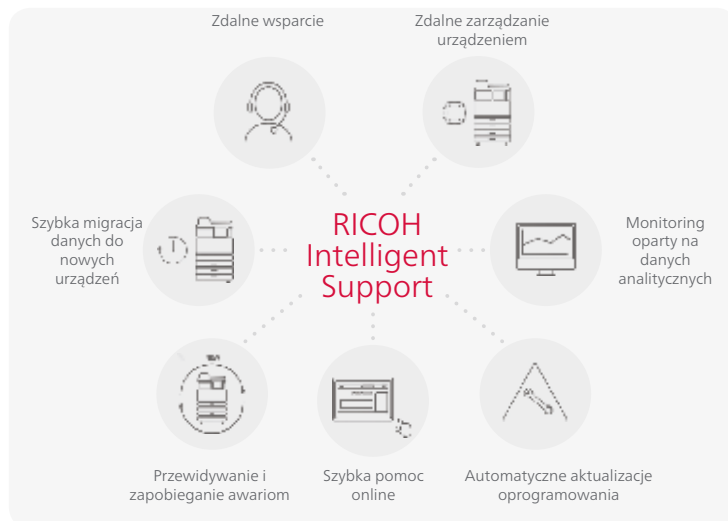 Zdalne wsparcie
Zdalne zarządzanie
urządzeniem
Szybka migracja
danych do
nowych
urządzeń
RICOH
Intelligent
Support
Monitoring
oparty na
danych
analitycznych
Przewidywanie i
zapobieganie awariom
Szybka pomoc
online
Automatyczne aktualizacje
oprogramowania